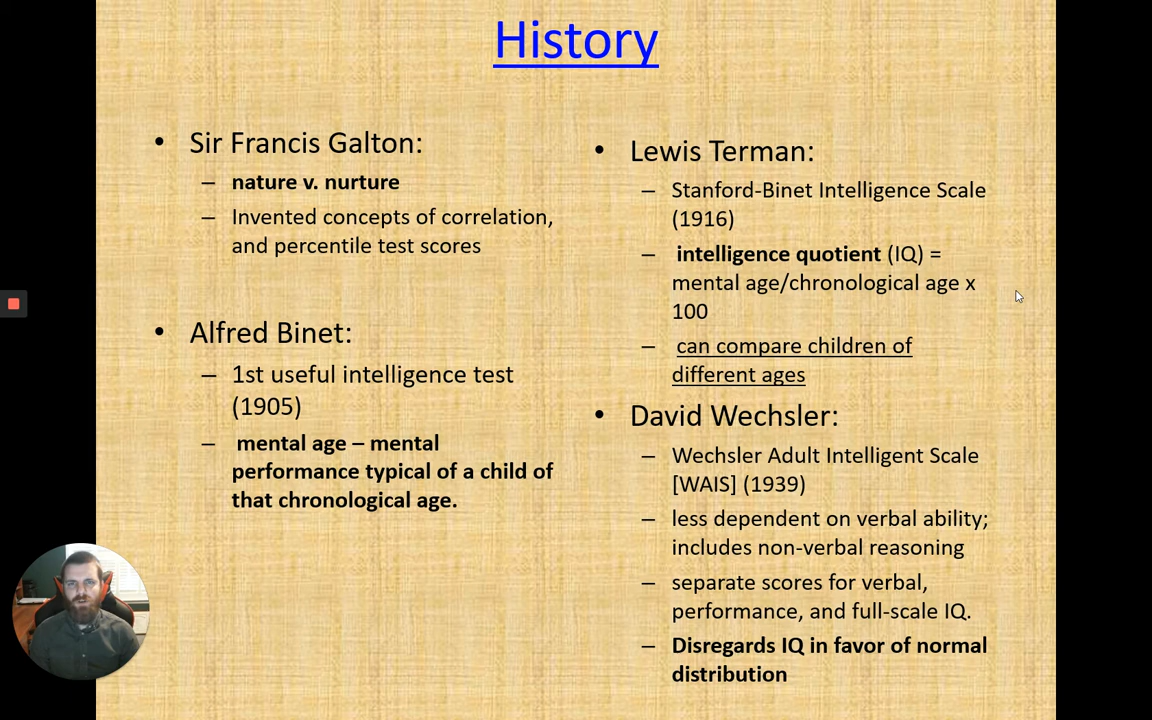 History
• Sir Francis Galton:
– nature v. nurture
– Invented concepts of correlation,
and percentile test scores
• Alfred Binet:
– 1st useful intelligence test
(1905)
– mental age – mental
performance typical of a child of
that chronological age.
• Lewis Terman:
– Stanford-Binet Intelligence Scale
(1916)
– intelligence quotient (IQ) =
mental age/chronological age x
100
– can compare children of
different ages
• David Wechsler:
– Wechsler Adult Intelligent Scale
[WAIS] (1939)
– less dependent on verbal ability;
includes non-verbal reasoning
– separate scores for verbal,
performance, and full-scale IQ.
– Disregards IQ in favor of normal
distribution